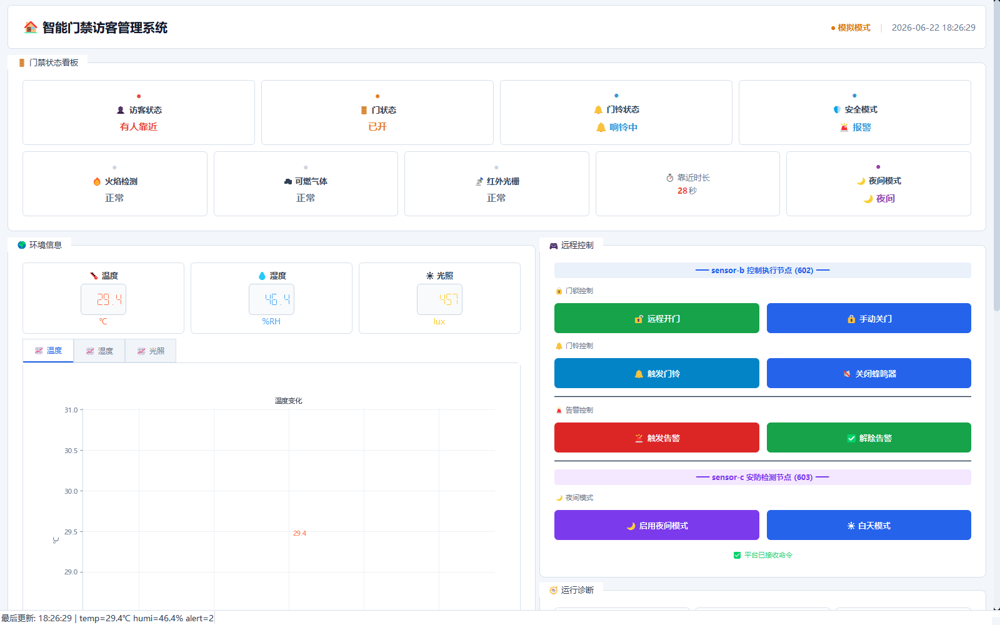 智能门禁访客管理系统
模拟模式 | 2026-06-22 18:26:29
门禁状态看板
访客状态
有人靠近
门状态
已开
门铃状态
响铃中
安全模式
报警
火焰检测
正常
可燃气体
正常
红外光栅
正常
靠近时长
28秒
夜间模式
夜间
环境信息
温度
29.4
℃
湿度
46.4
%RH
光照
457
lux
温度
湿度
光照
温度变化
31.0
30.5
30.0
29.5
29.0
℃
29.4
远程控制
—— sensor-b 控制执行节点 (602) ——
门锁控制
远程开门
手动关门
门铃控制
触发门铃
关闭蜂鸣器
告警控制
触发告警
解除告警
—— sensor-c 安防检测节点 (603) ——
夜间模式
启用夜间模式
白天模式
平台已接收命令
运行诊断
最后更新: 18:26:29 | temp=29.4℃ humi=46.4% alert=2